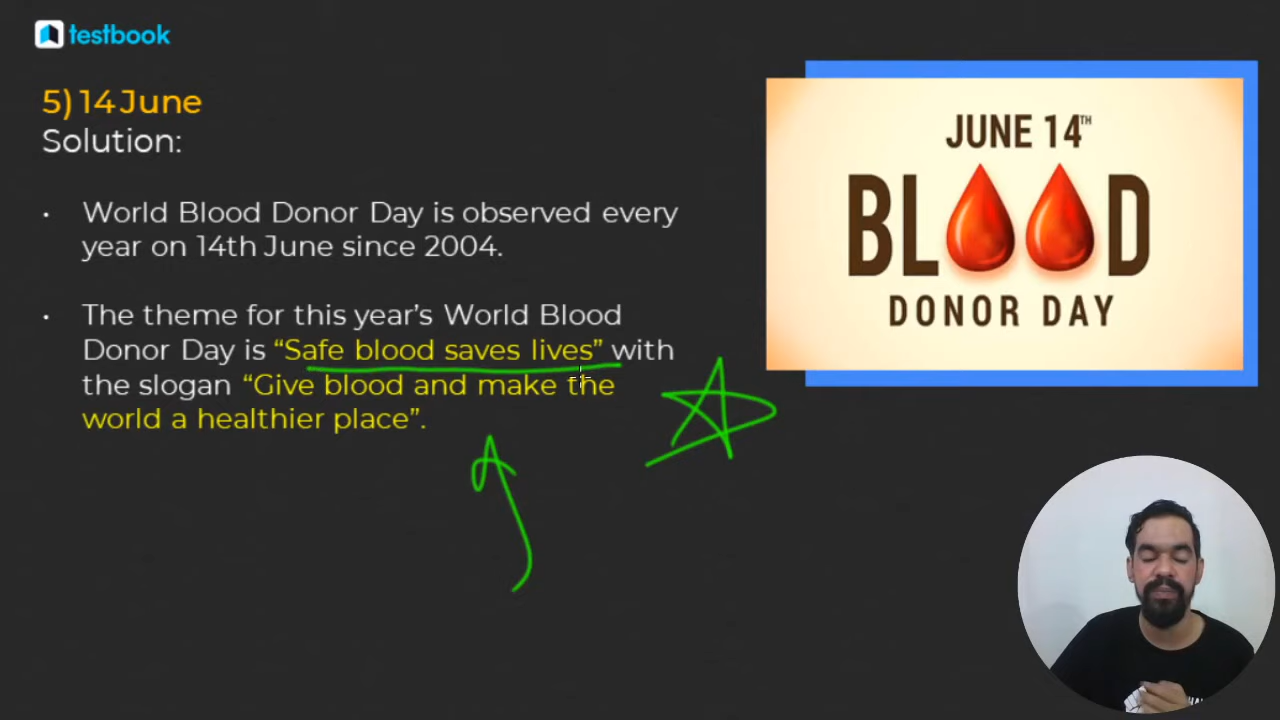 testbook
5) 14 June
Solution:
• World Blood Donor Day is observed every
year on 14th June since 2004.
• The theme for this year’s World Blood
Donor Day is “Safe blood saves lives” with
the slogan “Give blood and make the
world a healthier place”.
JUNE 14TH
BLOOD
DONOR DAY